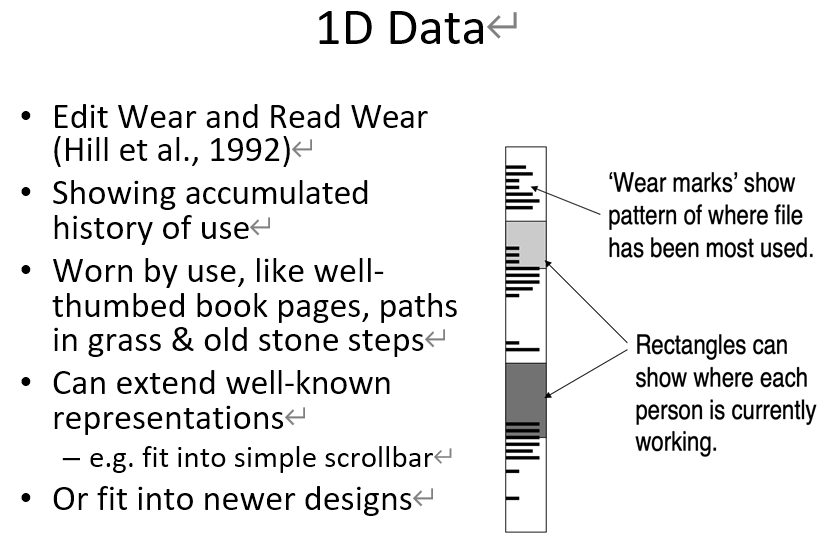 1D Data
• Edit Wear and Read Wear
(Hill et al., 1992)
• Showing accumulated
history of use
• Worn by use, like well-
thumbed book pages, paths
in grass & old stone steps
• Can extend well-known
representations
– e.g. fit into simple scrollbar
• Or fit into newer designs
‘Wear marks’ show
pattern of where file
has been most used.
Rectangles can
show where each
person is currently
working.